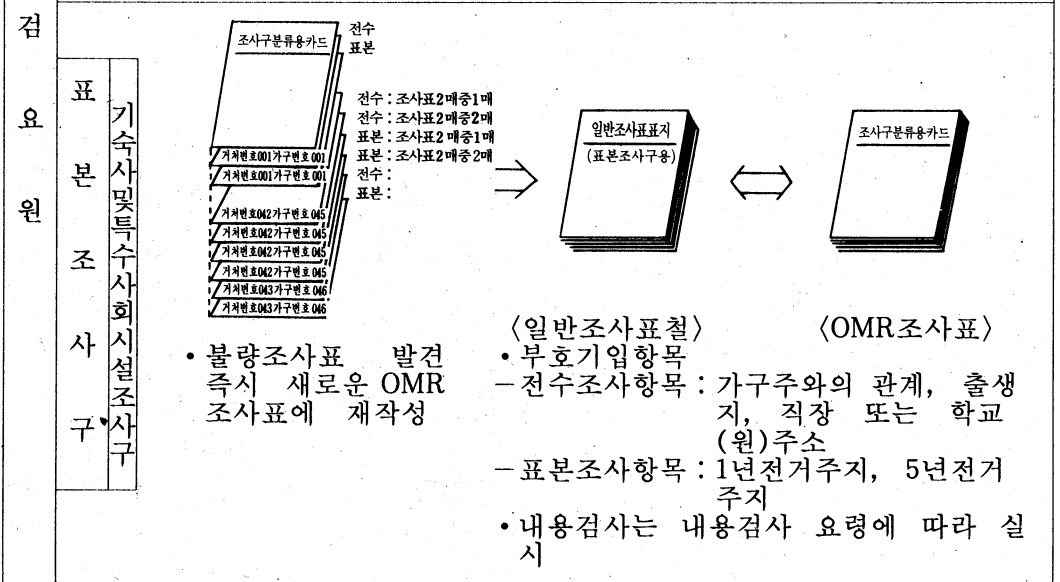 검요원
표본조사구
기숙사및특수사회시설조사구
조사구분류용카드
전수
표본
전수 : 조사표2매중1매
전수 : 조사표2매중2매
표본 : 조사표2매중1매
표본 : 조사표2매중2매
전수 :
표본 :
거처번호001가구번호001
거처번호001가구번호001
거처번호042가구번호045
거처번호042가구번호045
거처번호042가구번호045
거처번호042가구번호045
거처번호043가구번호046
거처번호043가구번호046
• 불량조사표 발견
즉시 새로운 OMR
조사표에 재작성
일반조사표표지
(표본조사구용)
조사구분류용카드
〈일반조사표철〉
〈OMR조사표〉
• 부호기입항목
－전수조사항목 : 가구주와의 관계, 출생
지, 직장 또는 학교
(원)주소
－표본조사항목 : 1년전거주지, 5년전거
주지
• 내용검사는 내용검사 요령에 따라 실
시